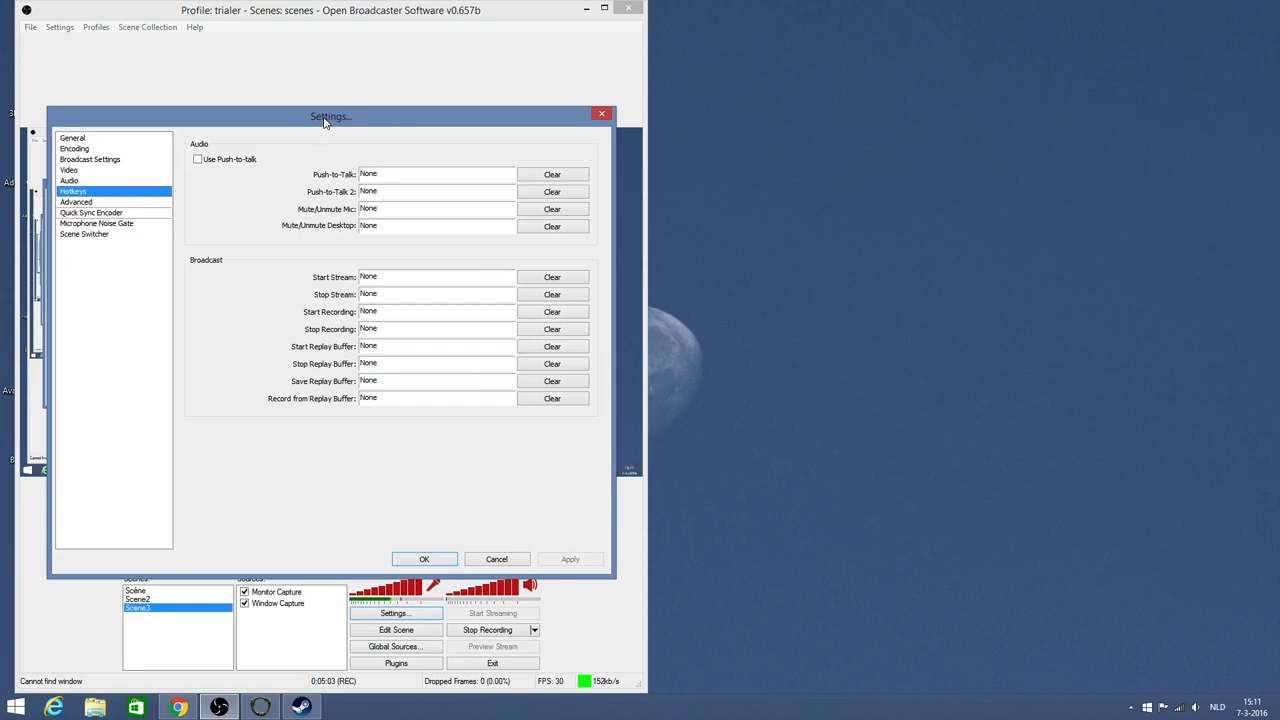 Profile: trialer - Scenes: scenes - Open Broadcaster Software v0.657b
File Settings Profiles Scene Collection Help
Settings...
General
Encoding
Broadcast Settings
Video
Audio
Hotkeys
Advanced
Quick Sync Encoder
Microphone Noise Gate
Scene Switcher
Audio
Use Push-to-talk
Push-to-Talk: None Clear
Push-to-Talk 2: None Clear
Mute/Unmute Mic: None Clear
Mute/Unmute Desktop: None Clear
Broadcast
Start Stream: None Clear
Stop Stream: None Clear
Start Recording: None Clear
Stop Recording: None Clear
Start Replay Buffer: None Clear
Stop Replay Buffer: None Clear
Save Replay Buffer: None Clear
Record from Replay Buffer: None Clear
OK Cancel Apply
Scène
Scene2
Scene3
Monitor Capture
Window Capture
Settings... Start Streaming
Edit Scene Stop Recording
Global Sources... Preview Stream
Plugins Exit
Cannot find window 0:05:03 (REC) Dropped Frames: 0 (0.00%) FPS: 30 152kb/s
NLD
15:11
7-3-2016